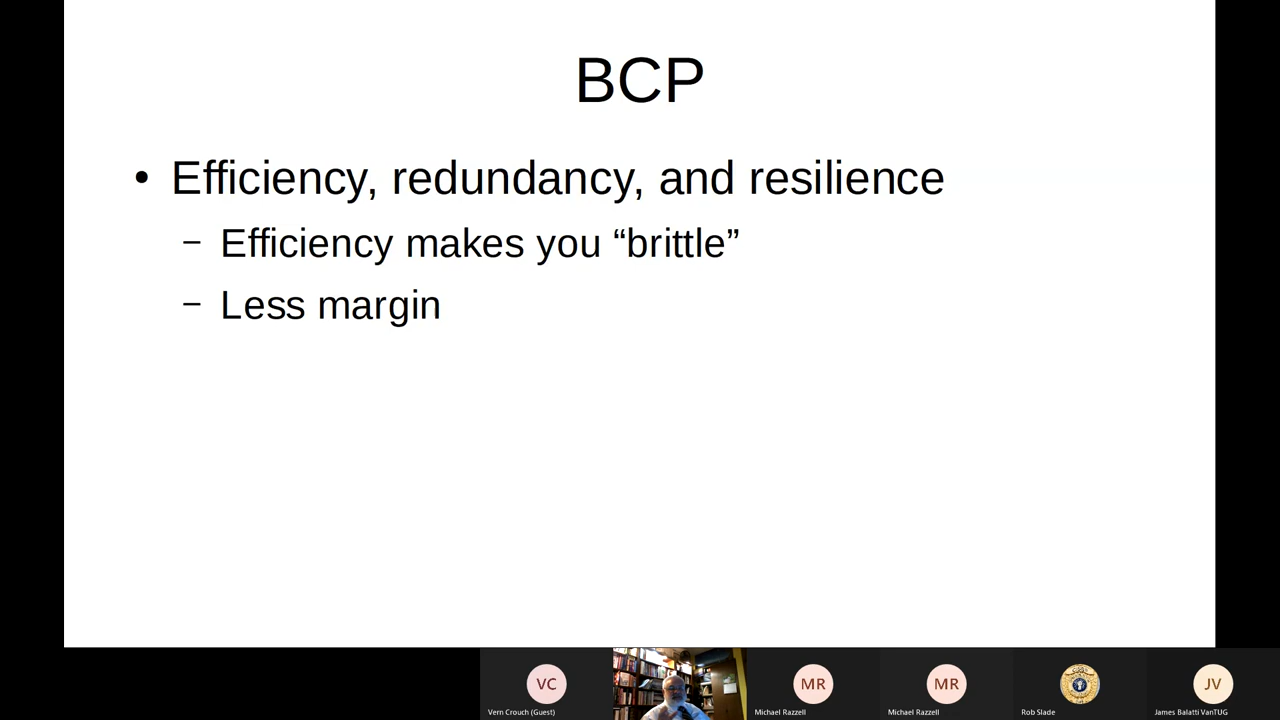 BCP
• Efficiency, redundancy, and resilience
– Efficiency makes you “brittle”
– Less margin
VC
MR
MR
JV
Vern Crouch (Guest)
Michael Razzell
Michael Razzell
Rob Slade
James Balatti VanTUG